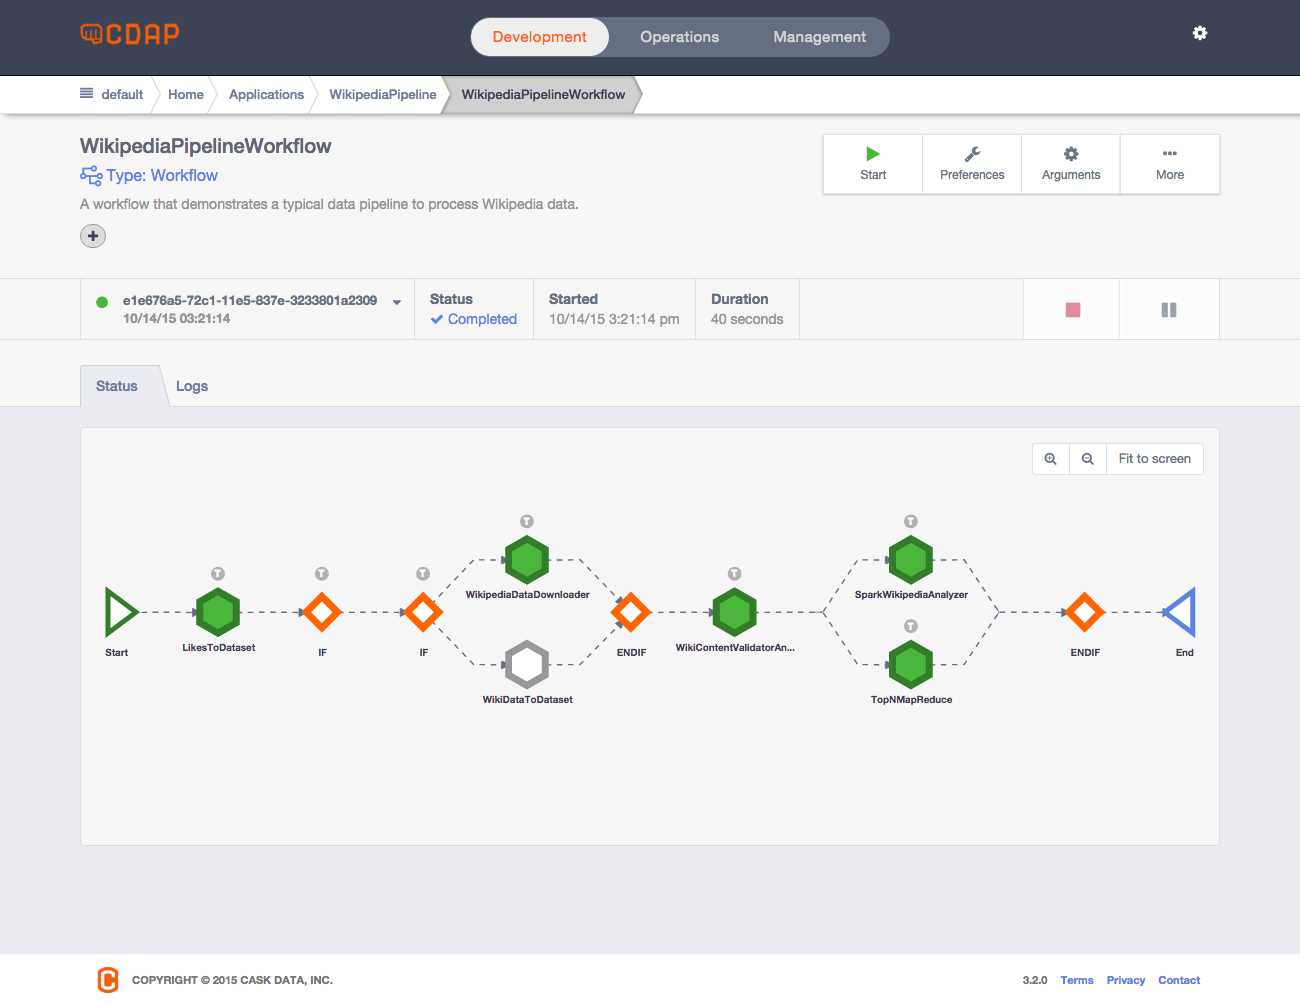 CDAP
Development Operations Management
default Home Applications WikipediaPipeline WikipediaPipelineWorkflow
WikipediaPipelineWorkflow
Type: Workflow
A workflow that demonstrates a typical data pipeline to process Wikipedia data.
Start Preferences Arguments More
e1e676a5-72c1-11e5-837e-3233801a2309
10/14/15 03:21:14
Status
Completed
Started
10/14/15 3:21:14 pm
Duration
40 seconds
Status Logs
Fit to screen
T T
WikipediaDataDownloader SparkWikipediaAnalyzer
T T T T T
Start LikesToDataset IF IF ENDIF WikiContentValidatorAn... ENDIF End
WikiDataToDataset TopNMapReduce
COPYRIGHT © 2015 CASK DATA, INC.
3.2.0 Terms Privacy Contact